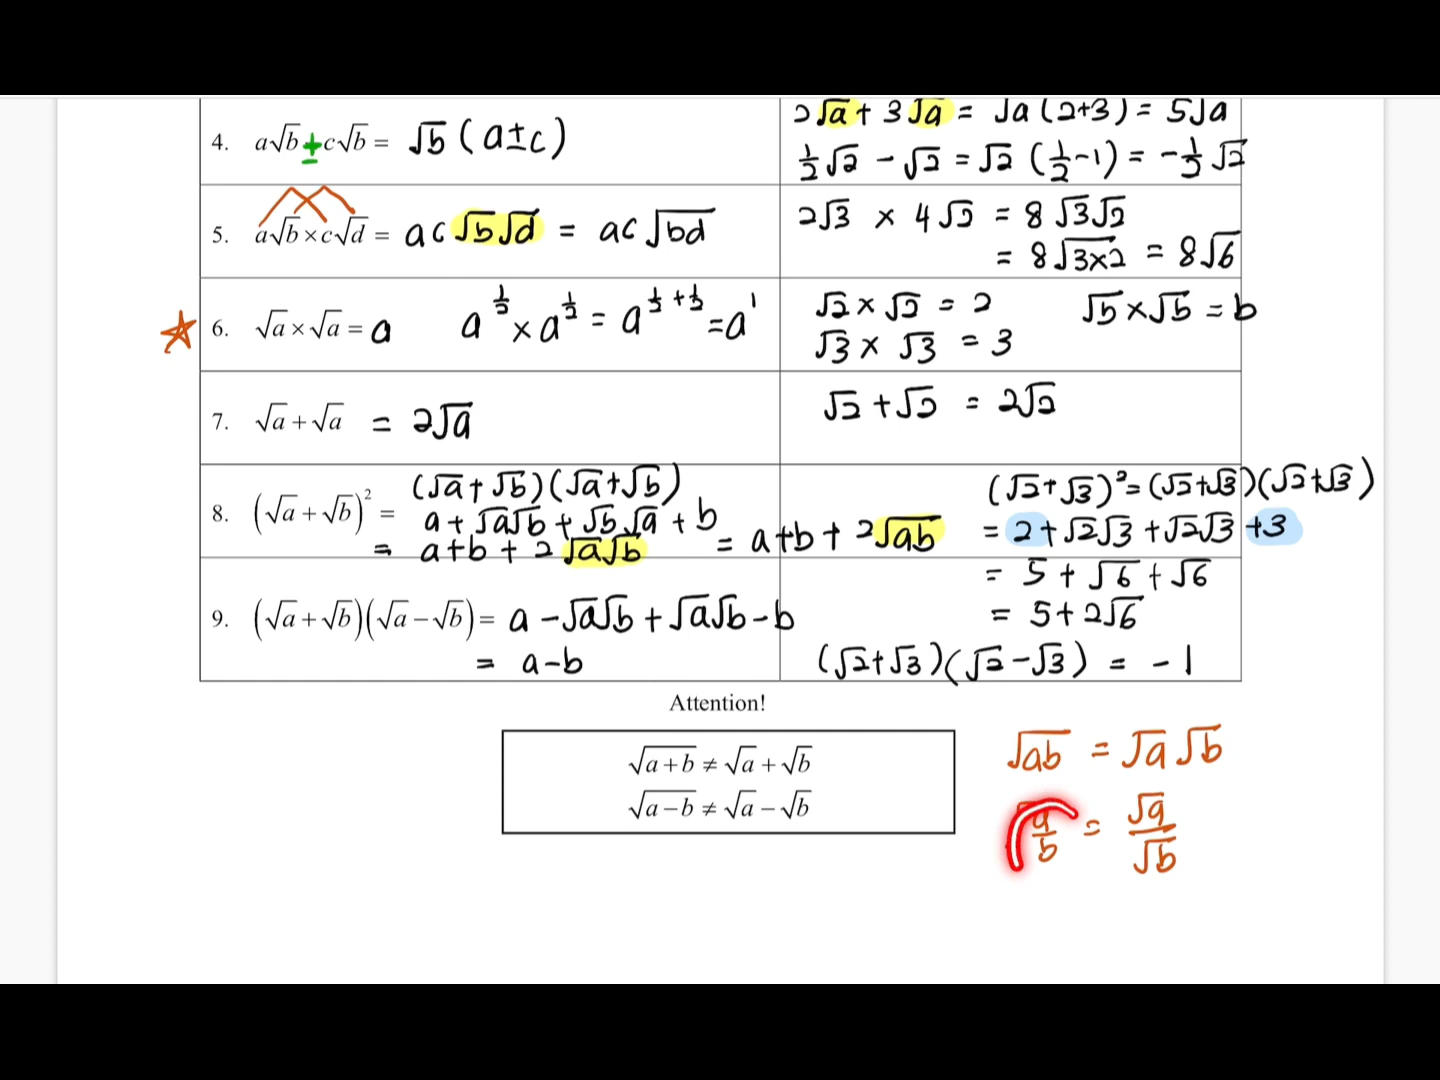 2√a + 3√a = √a (2+3) = 5√a
4. a√b ± c√b = √b (a±c)
½√2 − √2 = √2 (½−1) = −½√2
5. a√b × c√d = ac √b√d = ac √bd
2√3 × 4√2 = 8 √3√2
= 8√3×2 = 8√6
6. √a × √a = a a^½ × a^½ = a^½+½ = a^1
√2 × √2 = 2 √b × √b = b
√3 × √3 = 3
7. √a + √a = 2√a
√2 + √2 = 2√2
8. (√a + √b)² = (√a + √b)(√a + √b)
a + √a√b + √b√a + b
= a+b + 2√a√b = a+b + 2√ab
(√2+√3)² = (√2+√3)(√2+√3)
= 2 + √2√3 + √2√3 + 3
= 5 + √6 + √6
= 5 + 2√6
9. (√a + √b)(√a − √b) = a − √a√b + √a√b − b
= a−b
(√2+√3)(√2−√3) = −1
Attention!
√a+b ≠ √a + √b
√a−b ≠ √a − √b
√ab = √a √b
a/b = √a/√b